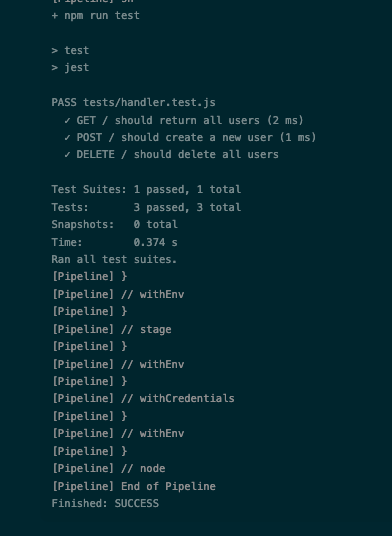 [Pipeline] sh
+ npm run test
> test
> jest
PASS tests/handler.test.js
✓ GET / should return all users (2 ms)
✓ POST / should create a new user (1 ms)
✓ DELETE / should delete all users
Test Suites: 1 passed, 1 total
Tests:       3 passed, 3 total
Snapshots:   0 total
Time:        0.374 s
Ran all test suites.
[Pipeline] }
[Pipeline] // withEnv
[Pipeline] }
[Pipeline] // stage
[Pipeline] }
[Pipeline] // withEnv
[Pipeline] }
[Pipeline] // withCredentials
[Pipeline] }
[Pipeline] // withEnv
[Pipeline] }
[Pipeline] // node
[Pipeline] End of Pipeline
Finished: SUCCESS